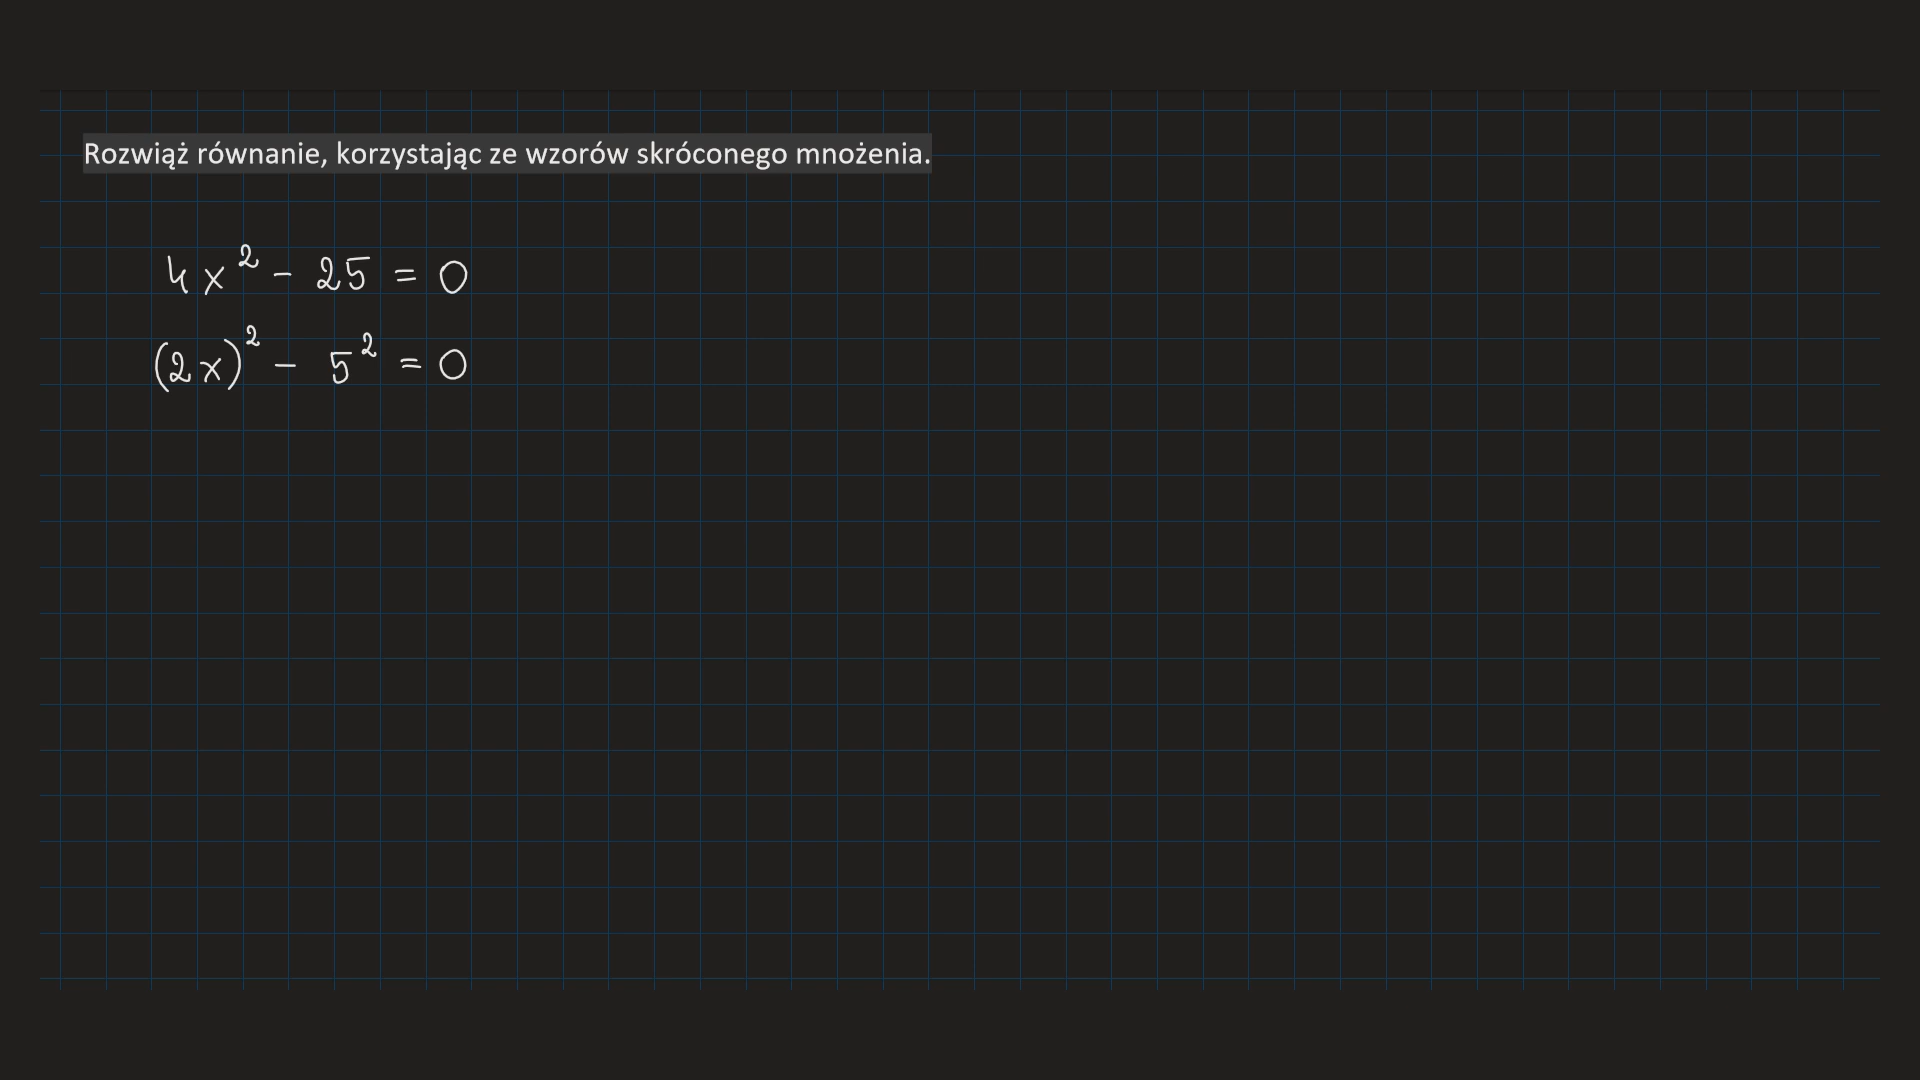 Rozwiąż równanie, korzystając ze wzorów skróconego mnożenia.
4x² - 25 = 0
(2x)² - 5² = 0